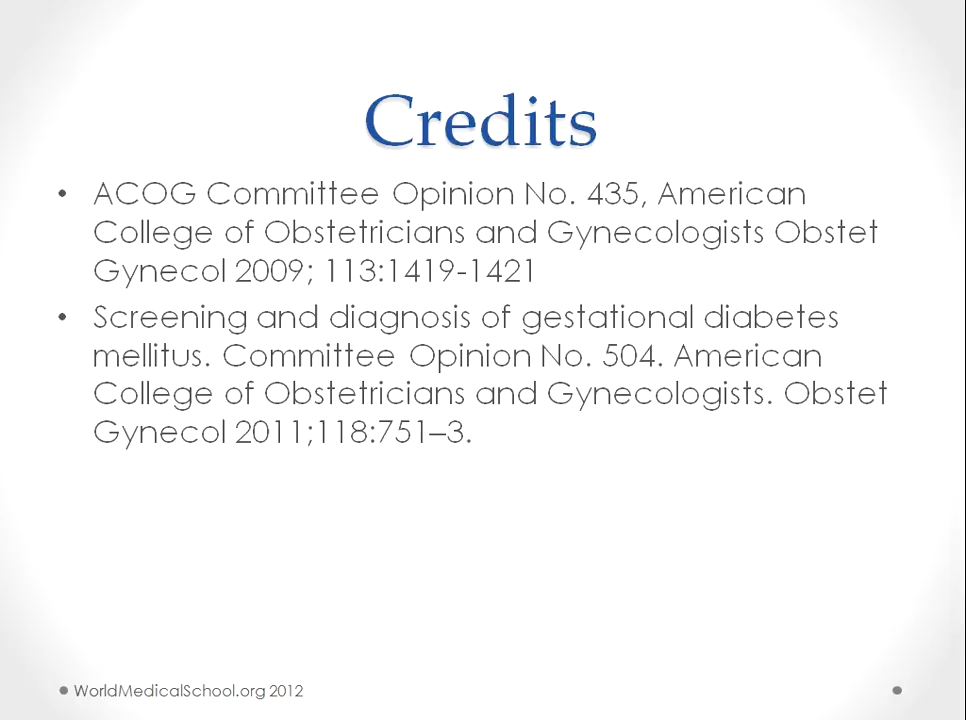 Credits
• ACOG Committee Opinion No. 435, American
College of Obstetricians and Gynecologists Obstet
Gynecol 2009; 113:1419-1421
• Screening and diagnosis of gestational diabetes
mellitus. Committee Opinion No. 504. American
College of Obstetricians and Gynecologists. Obstet
Gynecol 2011;118:751–3.
WorldMedicalSchool.org 2012